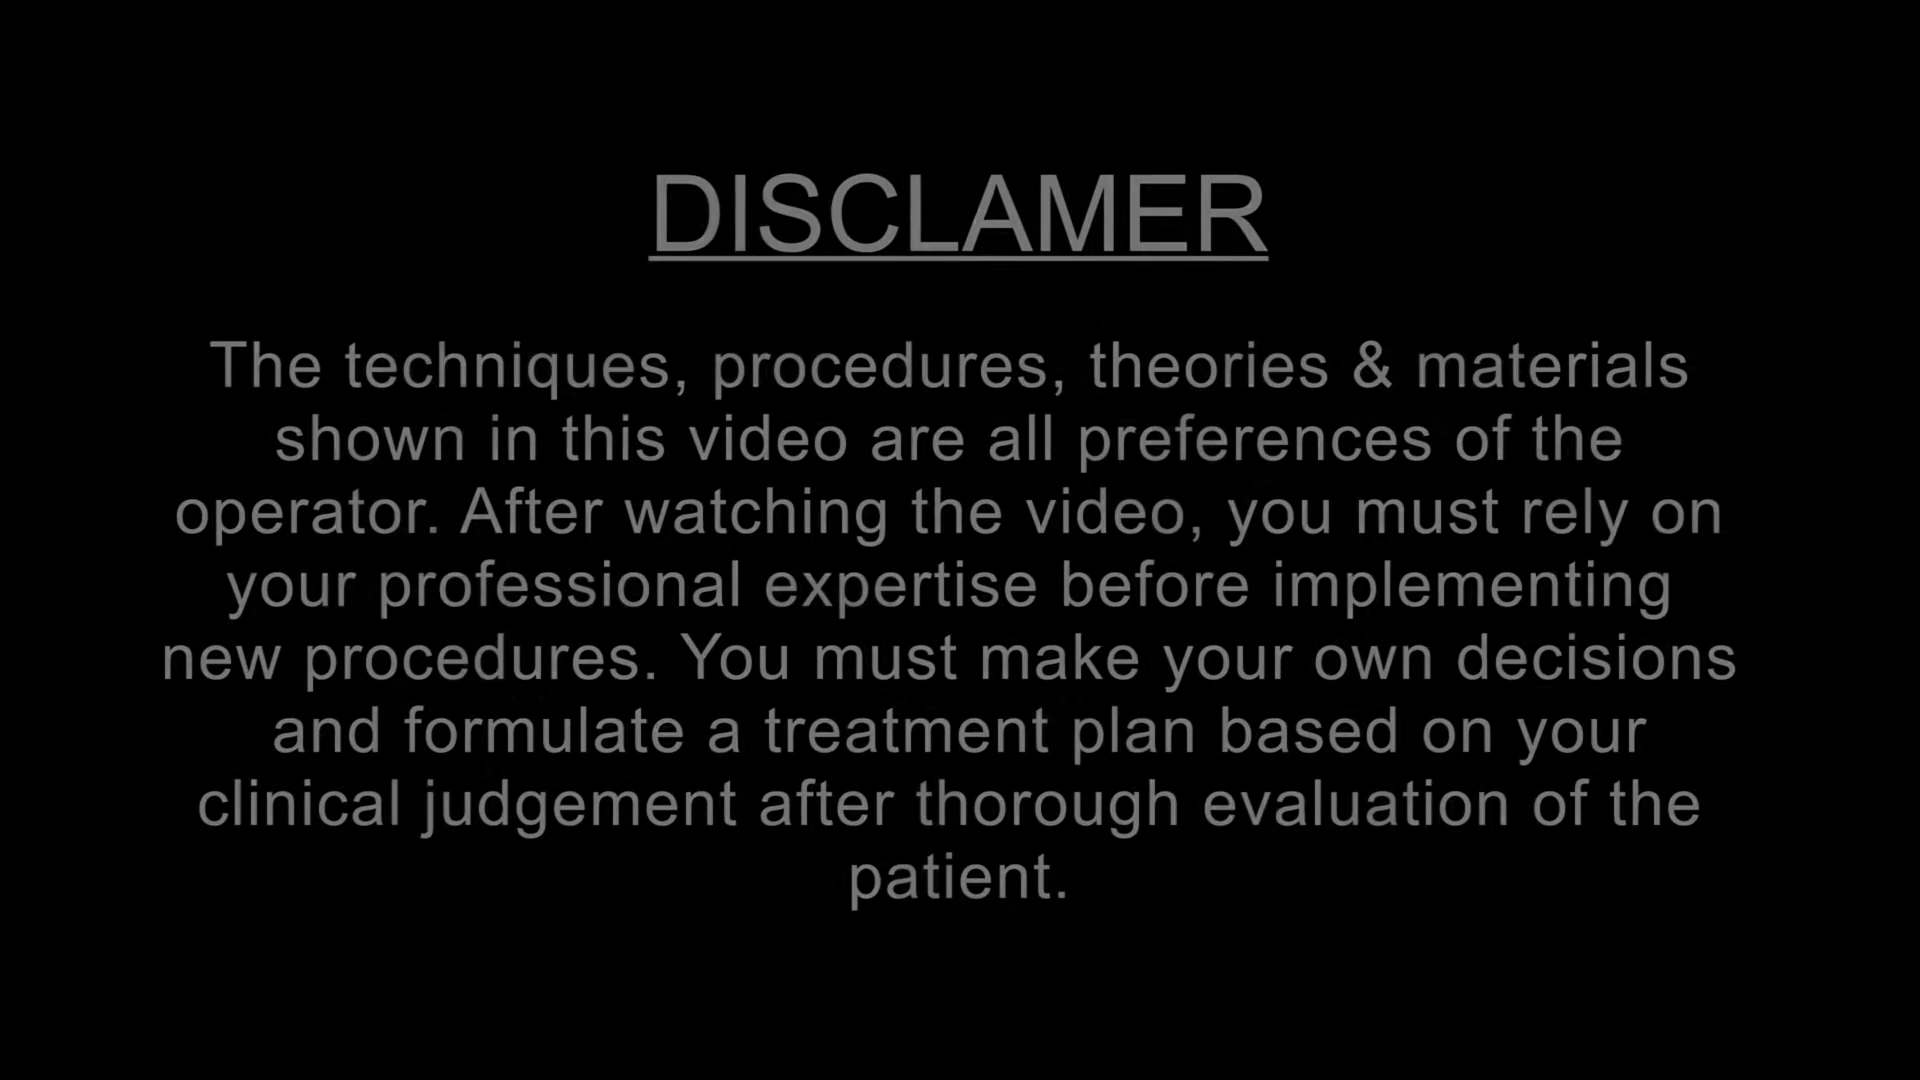 DISCLAMER
The techniques, procedures, theories & materials
shown in this video are all preferences of the
operator. After watching the video, you must rely on
your professional expertise before implementing
new procedures. You must make your own decisions
and formulate a treatment plan based on your
clinical judgement after thorough evaluation of the
patient.